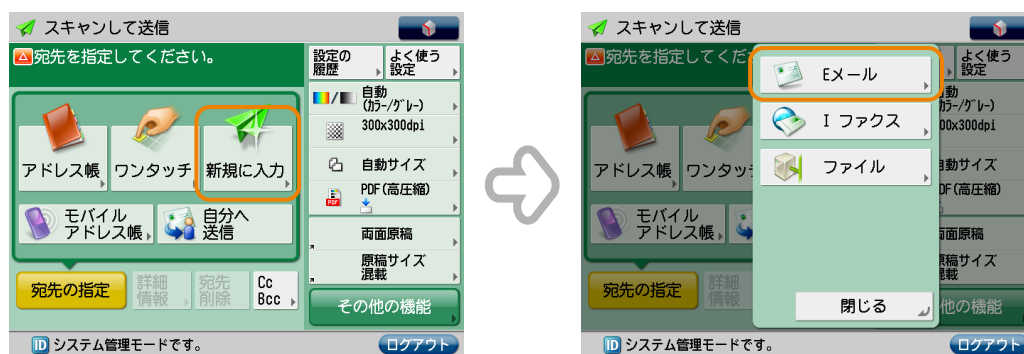 スキャンして送信
宛先を指定してください。
設定の
履歴
よく使う
設定
自動
(ｶﾗｰ/ｸﾞﾚｰ)
300x300dpi
アドレス帳
ワンタッチ
新規に入力
自動サイズ
PDF(高圧縮)
PDF
モバイル
アドレス帳
自分へ
送信
両面原稿
原稿サイズ
混載
宛先の指定
詳細
情報
宛先
削除
Cc
Bcc
その他の機能
ID システム管理モードです。
ログアウト
スキャンして送信
宛先を指定してくだ
よく使う
設定
Eメール
動
(ｶﾗｰ/ｸﾞﾚｰ)
00x300dpi
I ファクス
アドレス帳
ワンタッ
ファイル
自動サイズ
DF(高圧縮)
モバイル
アドレス帳
両面原稿
原稿サイズ
混載
宛先の指定
詳細
情報
閉じる
他の機能
ID システム管理モードです。
ログアウト